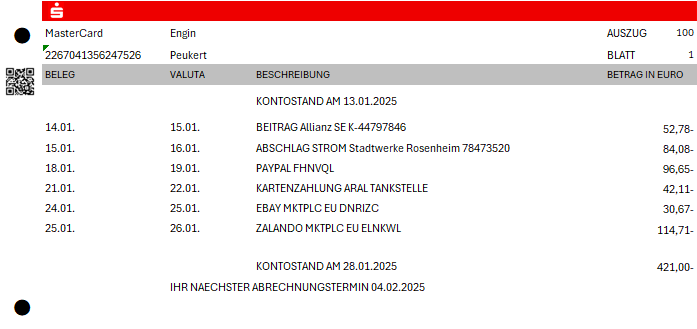 MasterCard Engin AUSZUG 100
2267041356247526 Peukert BLATT 1
BELEG VALUTA BESCHREIBUNG BETRAG IN EURO
KONTOSTAND AM 13.01.2025
14.01. 15.01. BEITRAG Allianz SE K-44797846 52,78-
15.01. 16.01. ABSCHLAG STROM Stadtwerke Rosenheim 78473520 84,08-
18.01. 19.01. PAYPAL FHNVQL 96,65-
21.01. 22.01. KARTENZAHLUNG ARAL TANKSTELLE 42,11-
24.01. 25.01. EBAY MKTPLC EU DNRIZC 30,67-
25.01. 26.01. ZALANDO MKTPLC EU ELNKWL 114,71-
KONTOSTAND AM 28.01.2025 421,00-
IHR NAECHSTER ABRECHNUNGSTERMIN 04.02.2025